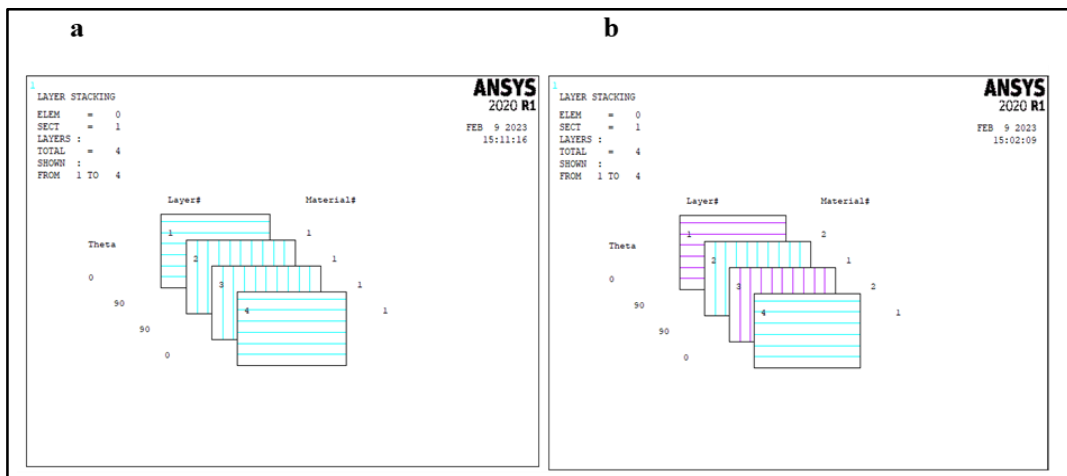 a
1
LAYER STACKING
ELEM = 0
SECT = 1
LAYERS :
TOTAL = 4
SHOWN :
FROM 1 TO 4
ANSYS
2020 R1
FEB 9 2023
15:11:16
Layer# Material#
Theta
1 1
2 1
3 1
4 1
0
90
90
0
b
1
LAYER STACKING
ELEM = 0
SECT = 1
LAYERS :
TOTAL = 4
SHOWN :
FROM 1 TO 4
ANSYS
2020 R1
FEB 9 2023
15:02:09
Layer# Material#
Theta
1 2
2 1
3 2
4 1
0
90
90
0